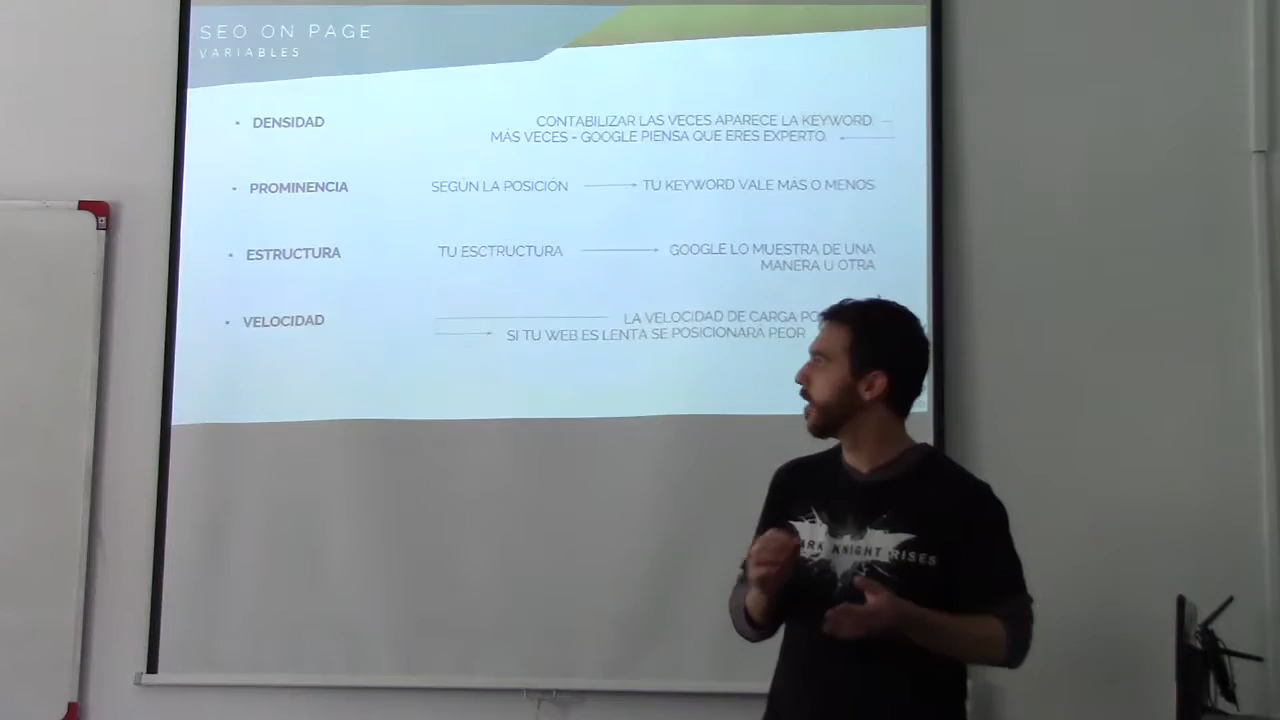 SEO ON PAGE
VARIABLES
• DENSIDAD
CONTABILIZAR LAS VECES APARECE LA KEYWORD.
MÁS VECES - GOOGLE PIENSA QUE ERES EXPERTO.
• PROMINENCIA
SEGÚN LA POSICIÓN
TU KEYWORD VALE MÁS O MENOS
• ESTRUCTURA
TU ESCTRUCTURA
GOOGLE LO MUESTRA DE UNA
MANERA U OTRA
• VELOCIDAD
LA VELOCIDAD DE CARGA
SI TU WEB ES LENTA SE POSICIONARÁ PEOR
KNIGHT RISES